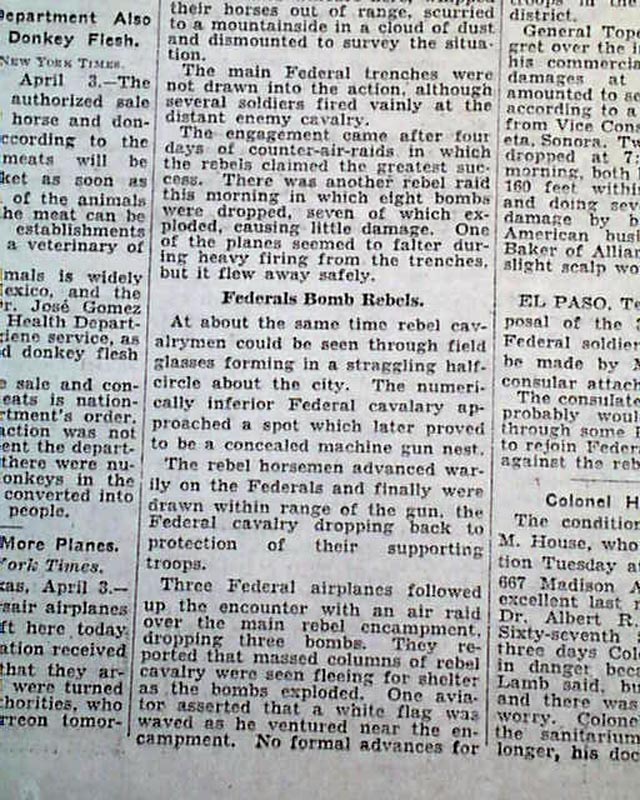 epartment Also
Donkey Flesh.
NEW YORK TIMES.
April 3.—The
authorized sale
horse and don-
ccording to the
meats will be
ket as soon as
of the animals
he meat can be
establishments
a veterinary of
mals is widely
exico, and the
r. José Gomez
Health Depart-
iene service, as
d donkey flesh
e sale and con-
eats is nation-
rtment's order.
action was not
ent the depart-
there were nu-
onkeys in the
converted into
people.
More Planes.
York Times.
xas, April 3.—
rsair airplanes
ft here today
ation received
that they ar-
were turned
horities, who
rreon tomor-
their horses out of range, scurried
to a mountainside in a cloud of dust
and dismounted to survey the situa-
tion.
The main Federal trenches were
not drawn into the action, although
several soldiers fired vainly at the
distant enemy cavalry.
The engagement came after four
days of counter-air-raids in which
the rebels claimed the greatest suc-
cess. There was another rebel raid
this morning in which eight bombs
were dropped, seven of which ex-
ploded, causing little damage. One
of the planes seemed to falter dur-
ing heavy firing from the trenches,
but it flew away safely.
Federals Bomb Rebels.
At about the same time rebel cav-
alrymen could be seen through field
glasses forming in a straggling half-
circle about the city. The numeri-
cally inferior Federal cavalary ap-
proached a spot which later proved
to be a concealed machine gun nest.
The rebel horsemen advanced war-
ily on the Federals and finally were
drawn within range of the gun, the
Federal cavalry dropping back to
protection of their supporting
troops.
Three Federal airplanes followed
up the encounter with an air raid
over the main rebel encampment,
dropping three bombs. They re-
ported that massed columns of rebel
cavalry were seen fleeing for shelter
as the bombs exploded. One avia-
tor asserted that a white flag was
waved as he ventured near the en-
campment. No formal advances for
troops in the
district.
General Tope
gret over the i
his commercia
damages at
amounted to se
according to a
from Vice Con
eta, Sonora. Tw
dropped at 7.
morning, both
160 feet withi
and doing sev
damage by b
American busi
Baker of Allian
slight scalp wo
EL PASO, Te
posal of the
Federal soldier
be made by M
consular attach
The consulate
probably woul
through some
to rejoin Feder
against the reb
Colonel H
The condition
M. House, who
tion Tuesday a
667 Madison A
excellent last
Dr. Albert R.
Sixty-seventh
three days Colo
in danger beca
Lamb said, bu
and there was
worry. Colone
the sanitarium
longer, his doc